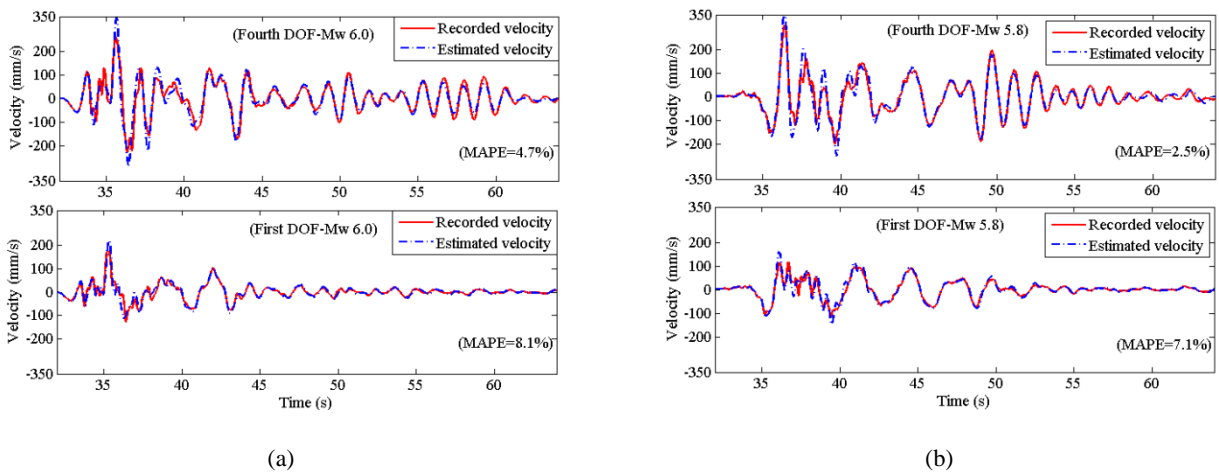 350
200
100
0
-100
-200
-350
Velocity (mm/s)
(Fourth DOF-Mw 6.0)
Recorded velocity
Estimated velocity
(MAPE=4.7%)
35 40 45 50 55 60
350
200
100
0
-100
-200
-350
Velocity (mm/s)
(First DOF-Mw 6.0)
Recorded velocity
Estimated velocity
(MAPE=8.1%)
35 40 45 50 55 60
Time (s)
(a)
350
200
100
0
-100
-200
-350
Velocity (mm/s)
(Fourth DOF-Mw 5.8)
Recorded velocity
Estimated velocity
(MAPE=2.5%)
35 40 45 50 55 60
350
200
100
0
-100
-200
-350
Velocity (mm/s)
(First DOF-Mw 5.8)
Recorded velocity
Estimated velocity
(MAPE=7.1%)
35 40 45 50 55 60
Time (s)
(b)